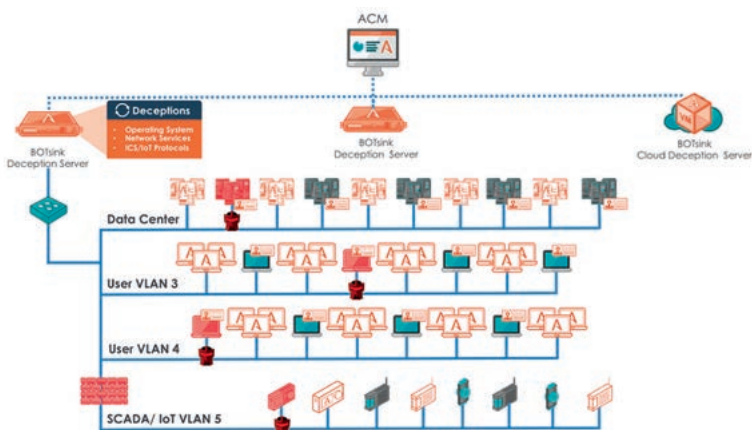 ACM
A
Deceptions
• Operating System
• Network Services
• ICS/IoT Protocols
BOTsink
Deception Server
BOTsink
Deception Server
VM
BOTsink
Cloud Deception Server
Data Center
User VLAN 3
A A A A
User VLAN 4
A A A A
SCADA/ IoT VLAN 5